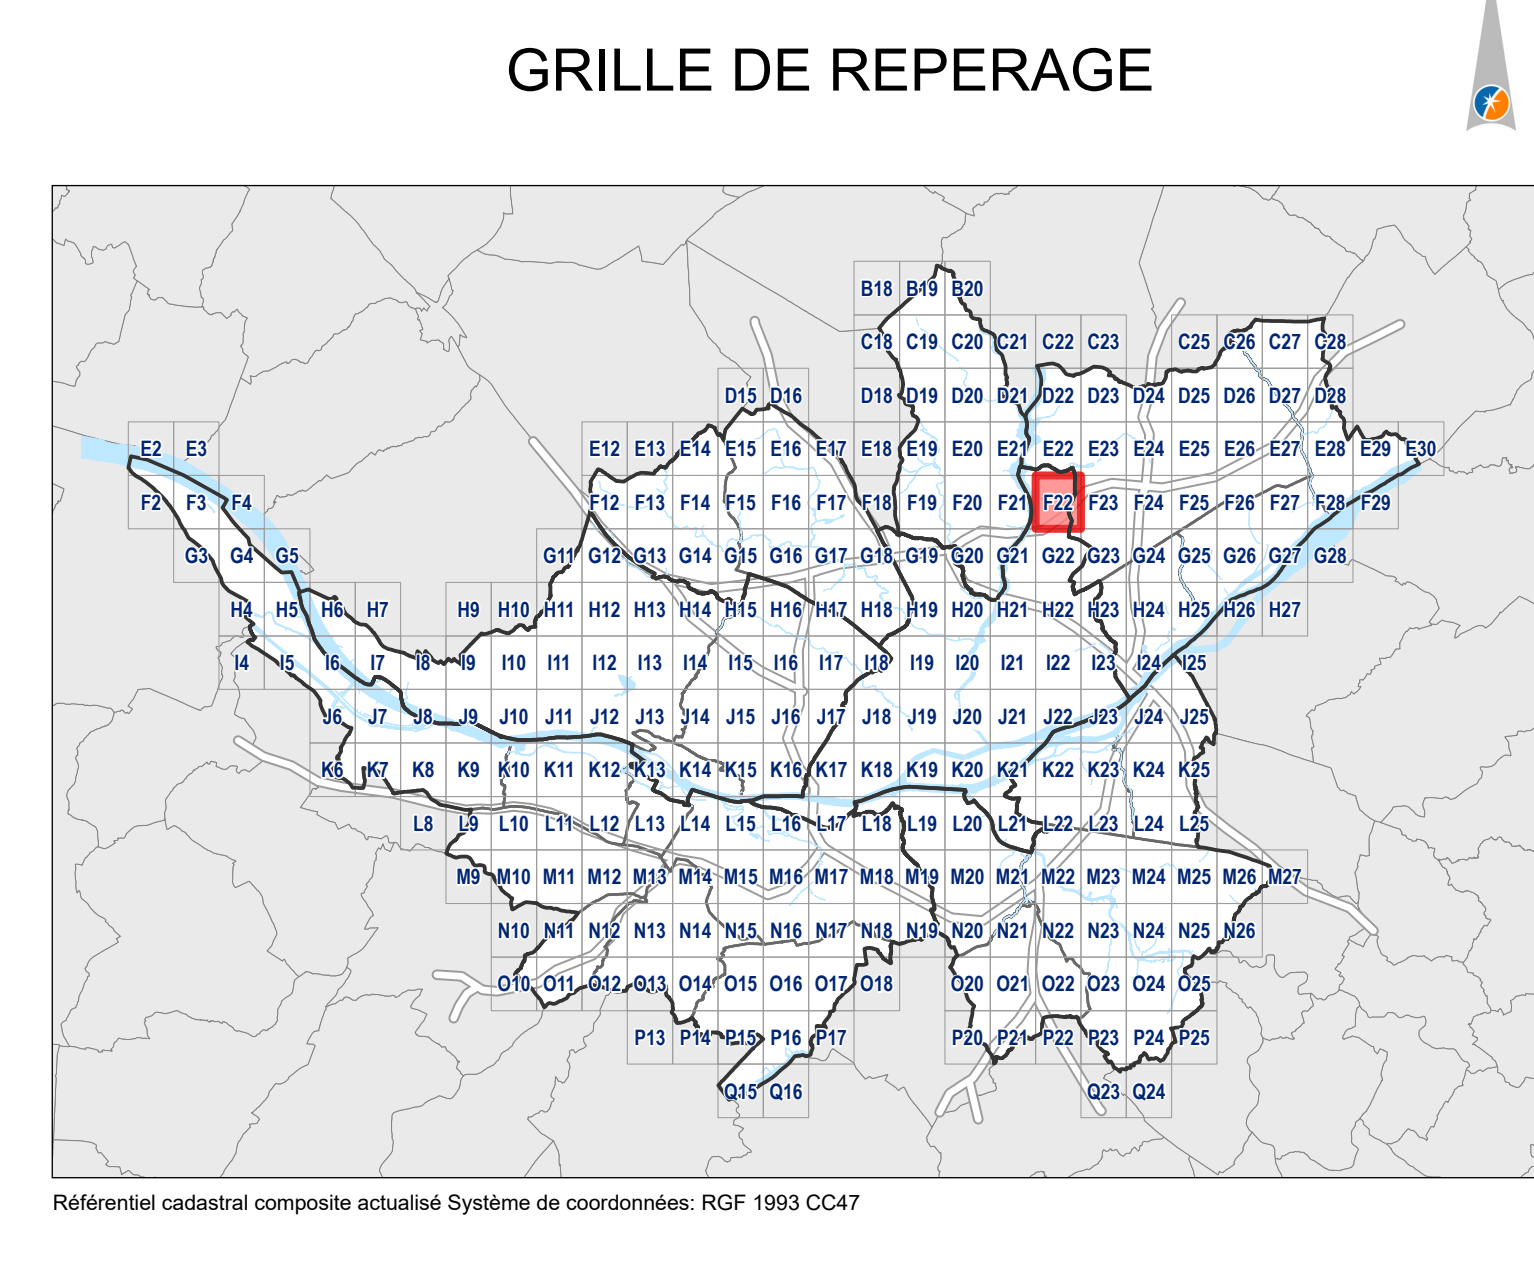 GRILLE DE REPERAGE
B18 B19 B20
C18 C19 C20 C21 C22 C23 C25 C26 C27 C28
D15 D16 D18 D19 D20 D21 D22 D23 D24 D25 D26 D27 D28
E2 E3 E12 E13 E14 E15 E16 E17 E18 E19 E20 E21 E22 E23 E24 E25 E26 E27 E28 E29 E30
F2 F3 F4 F12 F13 F14 F15 F16 F17 F18 F19 F20 F21 F22 F23 F24 F25 F26 F27 F28 F29
G3 G4 G5 G11 G12 G13 G14 G15 G16 G17 G18 G19 G20 G21 G22 G23 G24 G25 G26 G27 G28
H4 H5 H6 H7 H9 H10 H11 H12 H13 H14 H15 H16 H17 H18 H19 H20 H21 H22 H23 H24 H25 H26 H27
I4 I5 I6 I7 I8 I9 I10 I11 I12 I13 I14 I15 I16 I17 I18 I19 I20 I21 I22 I23 I24 I25
J6 J7 J8 J9 J10 J11 J12 J13 J14 J15 J16 J17 J18 J19 J20 J21 J22 J23 J24 J25
K6 K7 K8 K9 K10 K11 K12 K13 K14 K15 K16 K17 K18 K19 K20 K21 K22 K23 K24 K25
L8 L9 L10 L11 L12 L13 L14 L15 L16 L17 L18 L19 L20 L21 L22 L23 L24 L25
M9 M10 M11 M12 M13 M14 M15 M16 M17 M18 M19 M20 M21 M22 M23 M24 M25 M26 M27
N10 N11 N12 N13 N14 N15 N16 N17 N18 N19 N20 N21 N22 N23 N24 N25 N26
O10 O11 O12 O13 O14 O15 O16 O17 O18 O20 O21 O22 O23 O24 O25
P13 P14 P15 P16 P17 P20 P21 P22 P23 P24 P25
Q15 Q16 Q23 Q24
Référentiel cadastral composite actualisé Système de coordonnées: RGF 1993 CC47